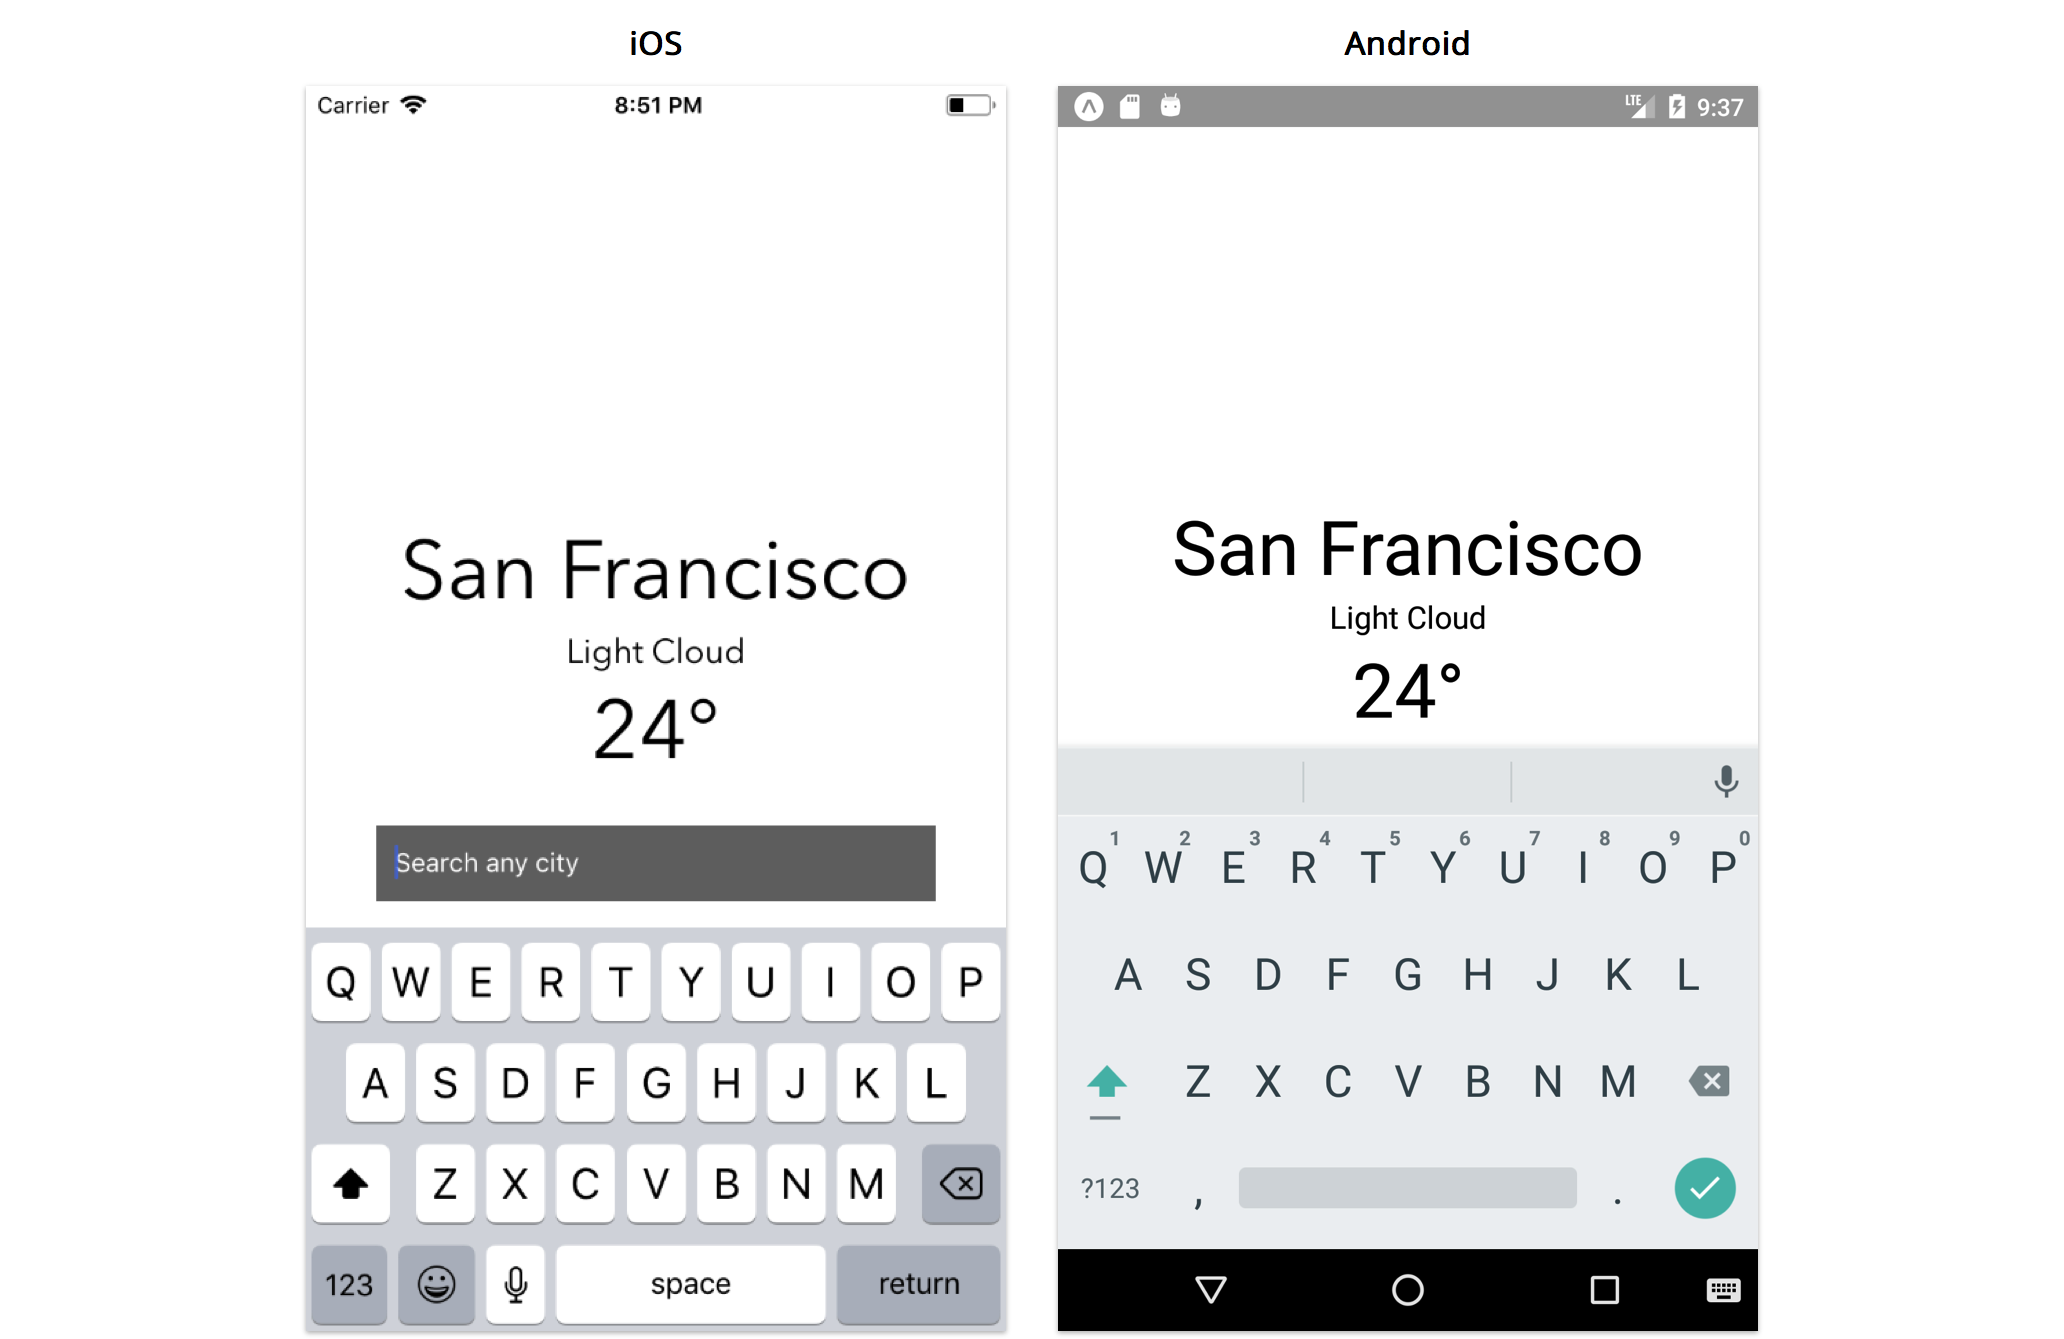 iOS
Carrier 8:51 PM
San Francisco
Light Cloud
24°
Search any city
Q W E R T Y U I O P
A S D F G H J K L
Z X C V B N M
123 space return
Android
LTE 9:37
San Francisco
Light Cloud
24°
1 2 3 4 5 6 7 8 9 0
Q W E R T Y U I O P
A S D F G H J K L
Z X C V B N M
?123 , .